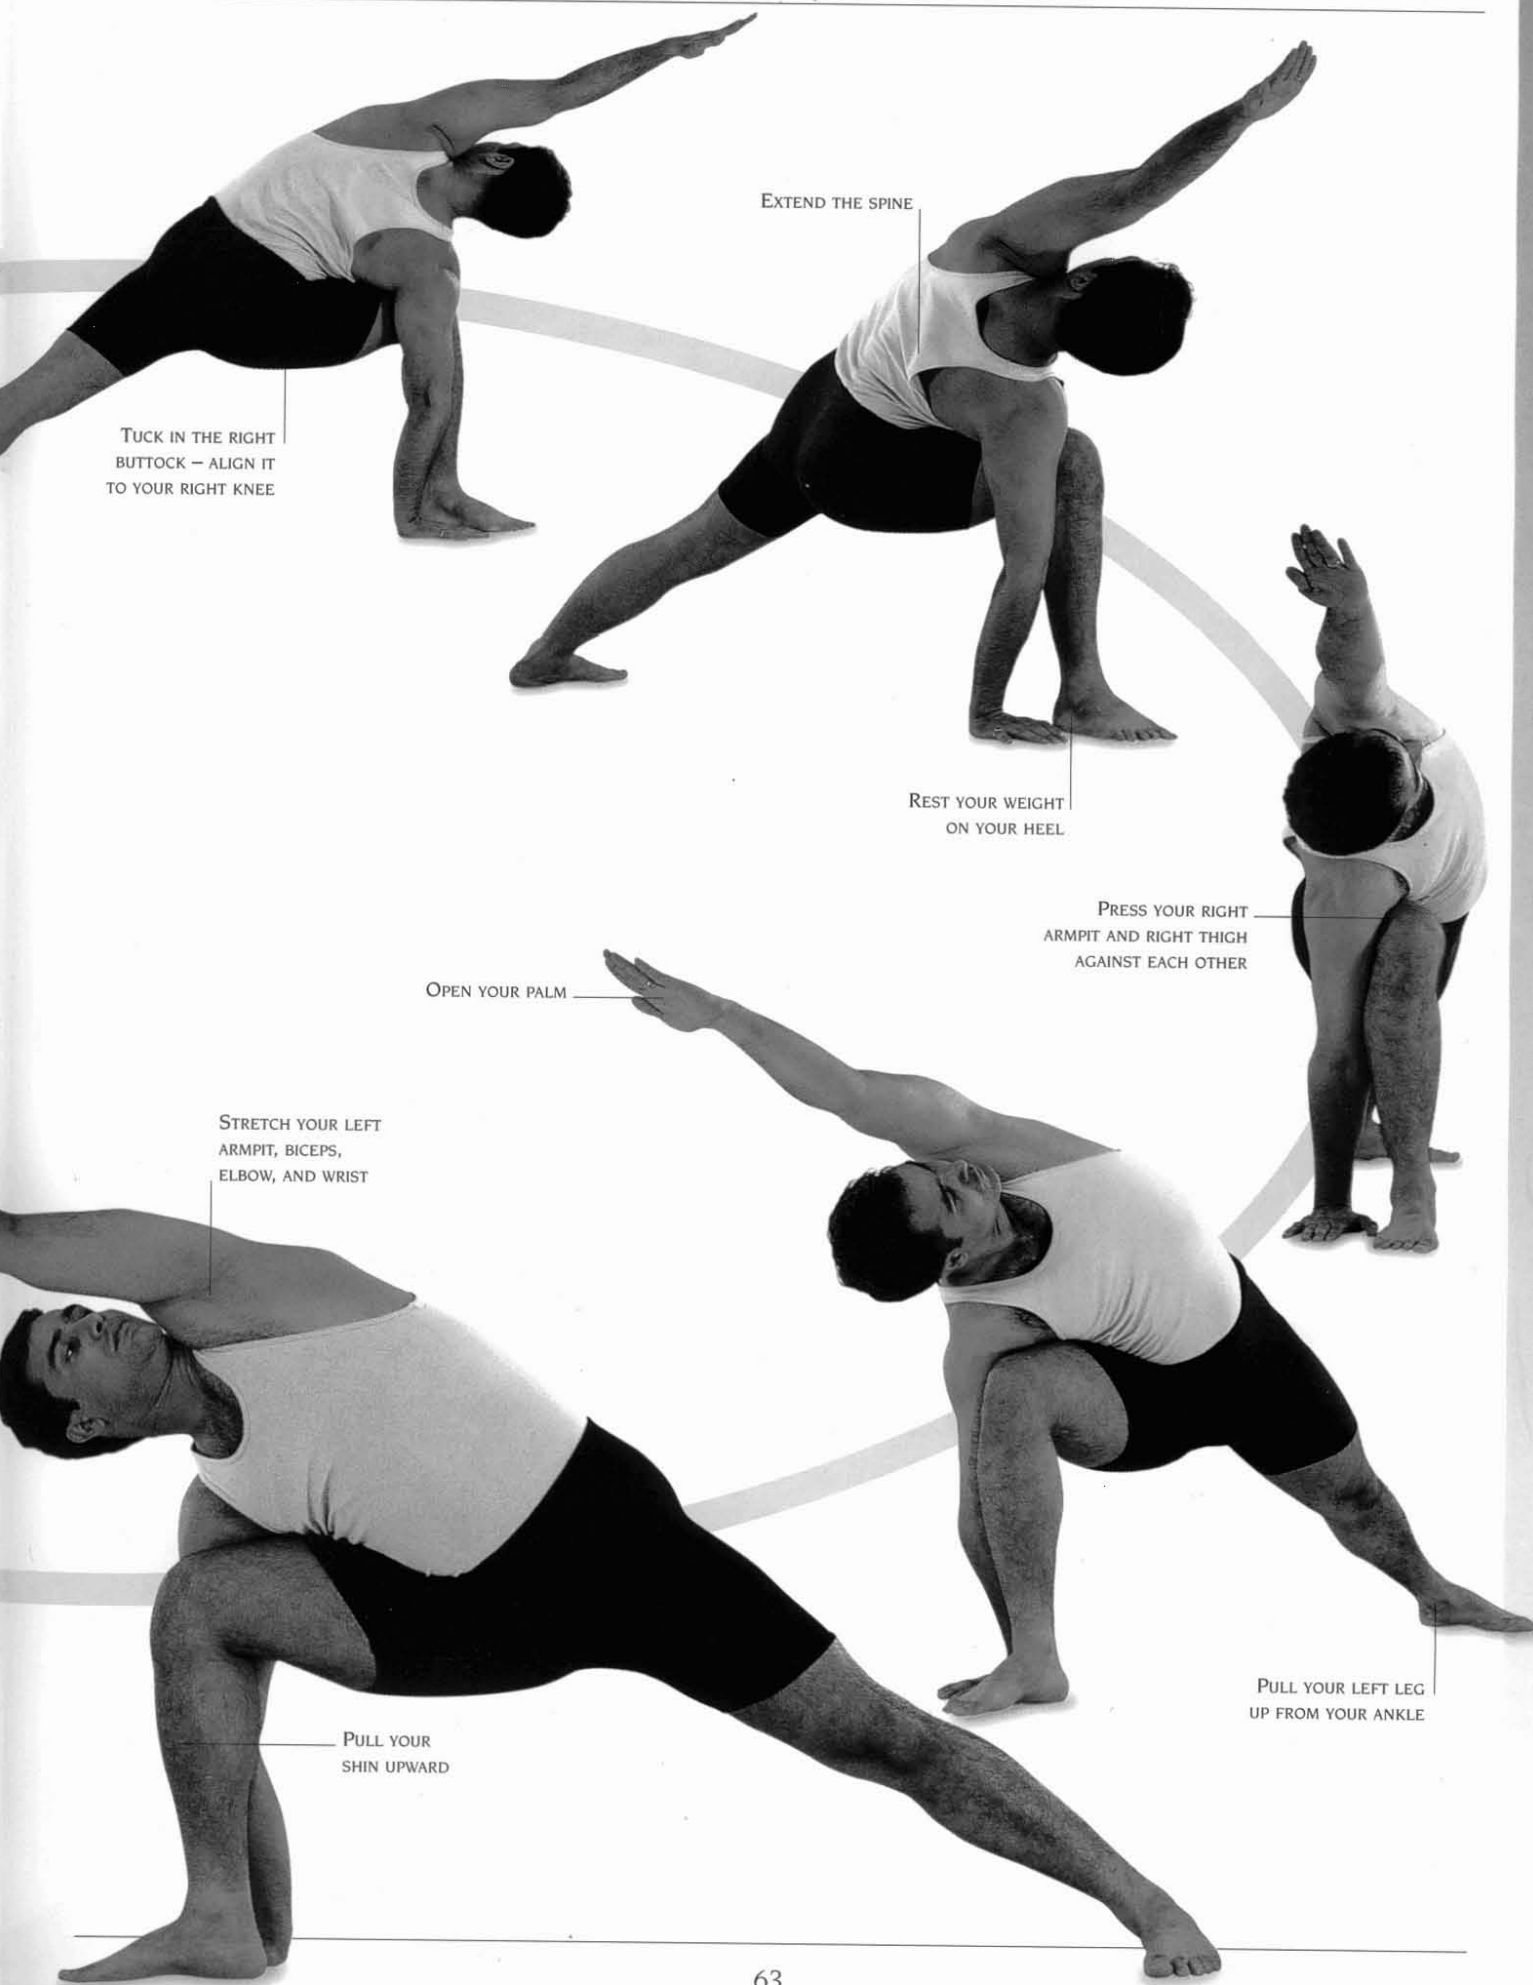 EXTEND THE SPINE
TUCK IN THE RIGHT
BUTTOCK – ALIGN IT
TO YOUR RIGHT KNEE
REST YOUR WEIGHT
ON YOUR HEEL
PRESS YOUR RIGHT
ARMPIT AND RIGHT THIGH
AGAINST EACH OTHER
OPEN YOUR PALM
STRETCH YOUR LEFT
ARMPIT, BICEPS,
ELBOW, AND WRIST
PULL YOUR LEFT LEG
UP FROM YOUR ANKLE
PULL YOUR
SHIN UPWARD
63